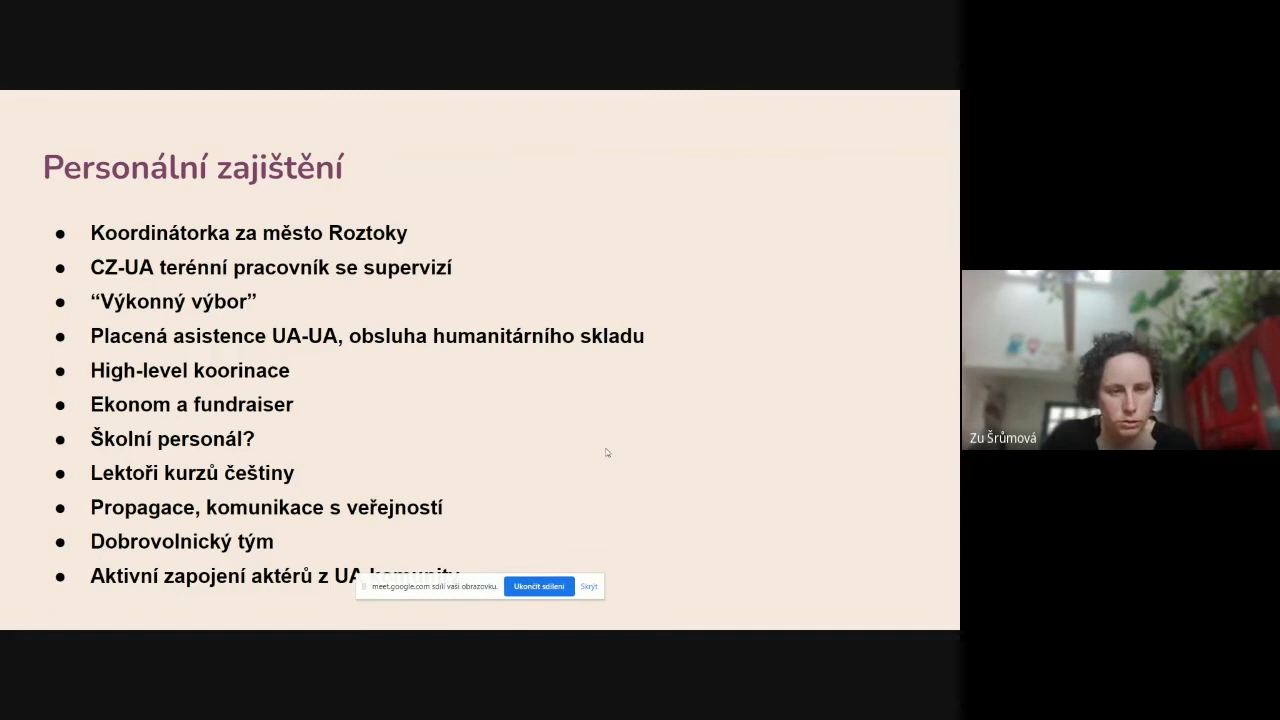 Personální zajištění
● Koordinátorka za město Roztoky
● CZ-UA terénní pracovník se supervizí
● “Výkonný výbor”
● Placená asistence UA-UA, obsluha humanitárního skladu
● High-level koorinace
● Ekonom a fundraiser
● Školní personál?
● Lektoři kurzů češtiny
● Propagace, komunikace s veřejností
● Dobrovolnický tým
● Aktivní zapojení aktérů z UA komunity
meet.google.com sdílí vaši obrazovku. Ukončit sdílení Skrýt
Zu Šrůmová